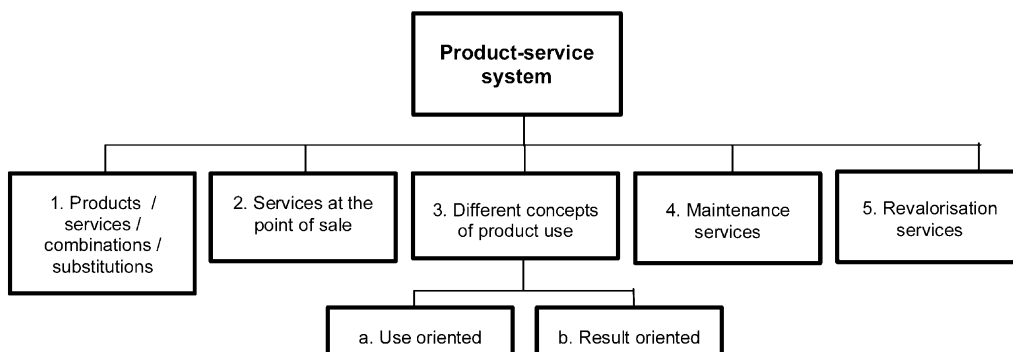 Product-service
system
1. Products /
services /
combinations /
substitutions
2. Services at the
point of sale
3. Different concepts
of product use
4. Maintenance
services
5. Revalorisation
services
a. Use oriented
b. Result oriented